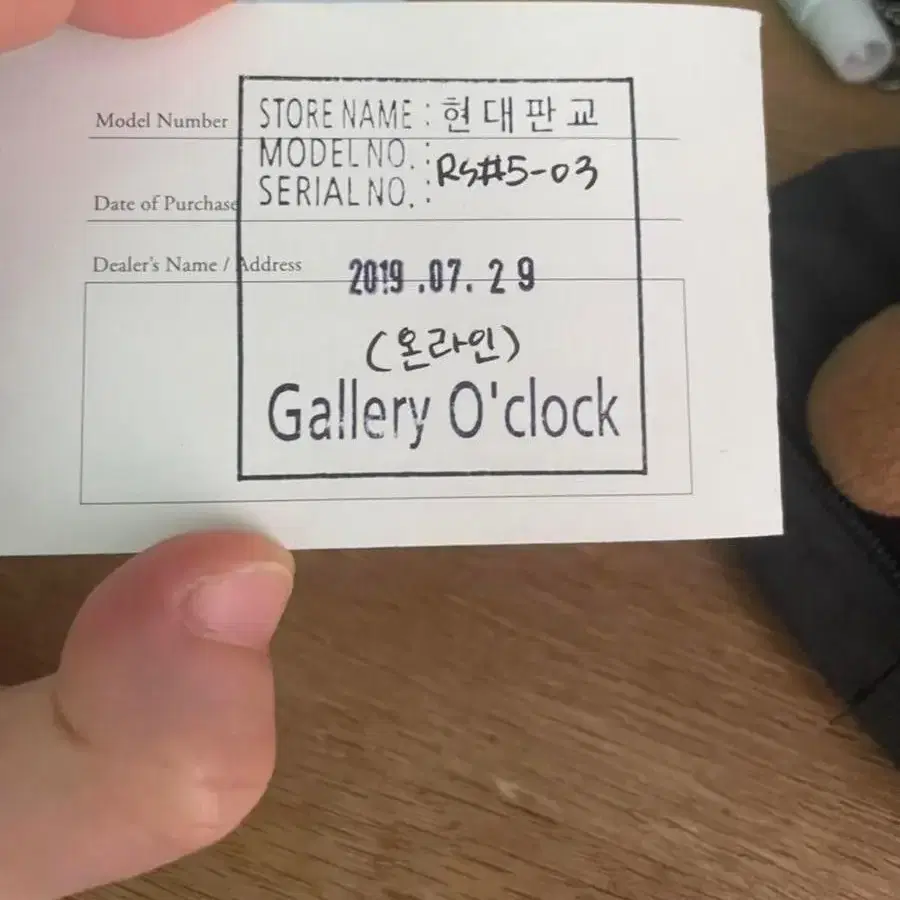 Model Number
STORE NAME : 현대판교
MODEL NO. :
RS#5-03
Date of Purchase
SERIAL NO. :
Dealer's Name / Address
2019.07.29
(온라인)
Gallery O'clock